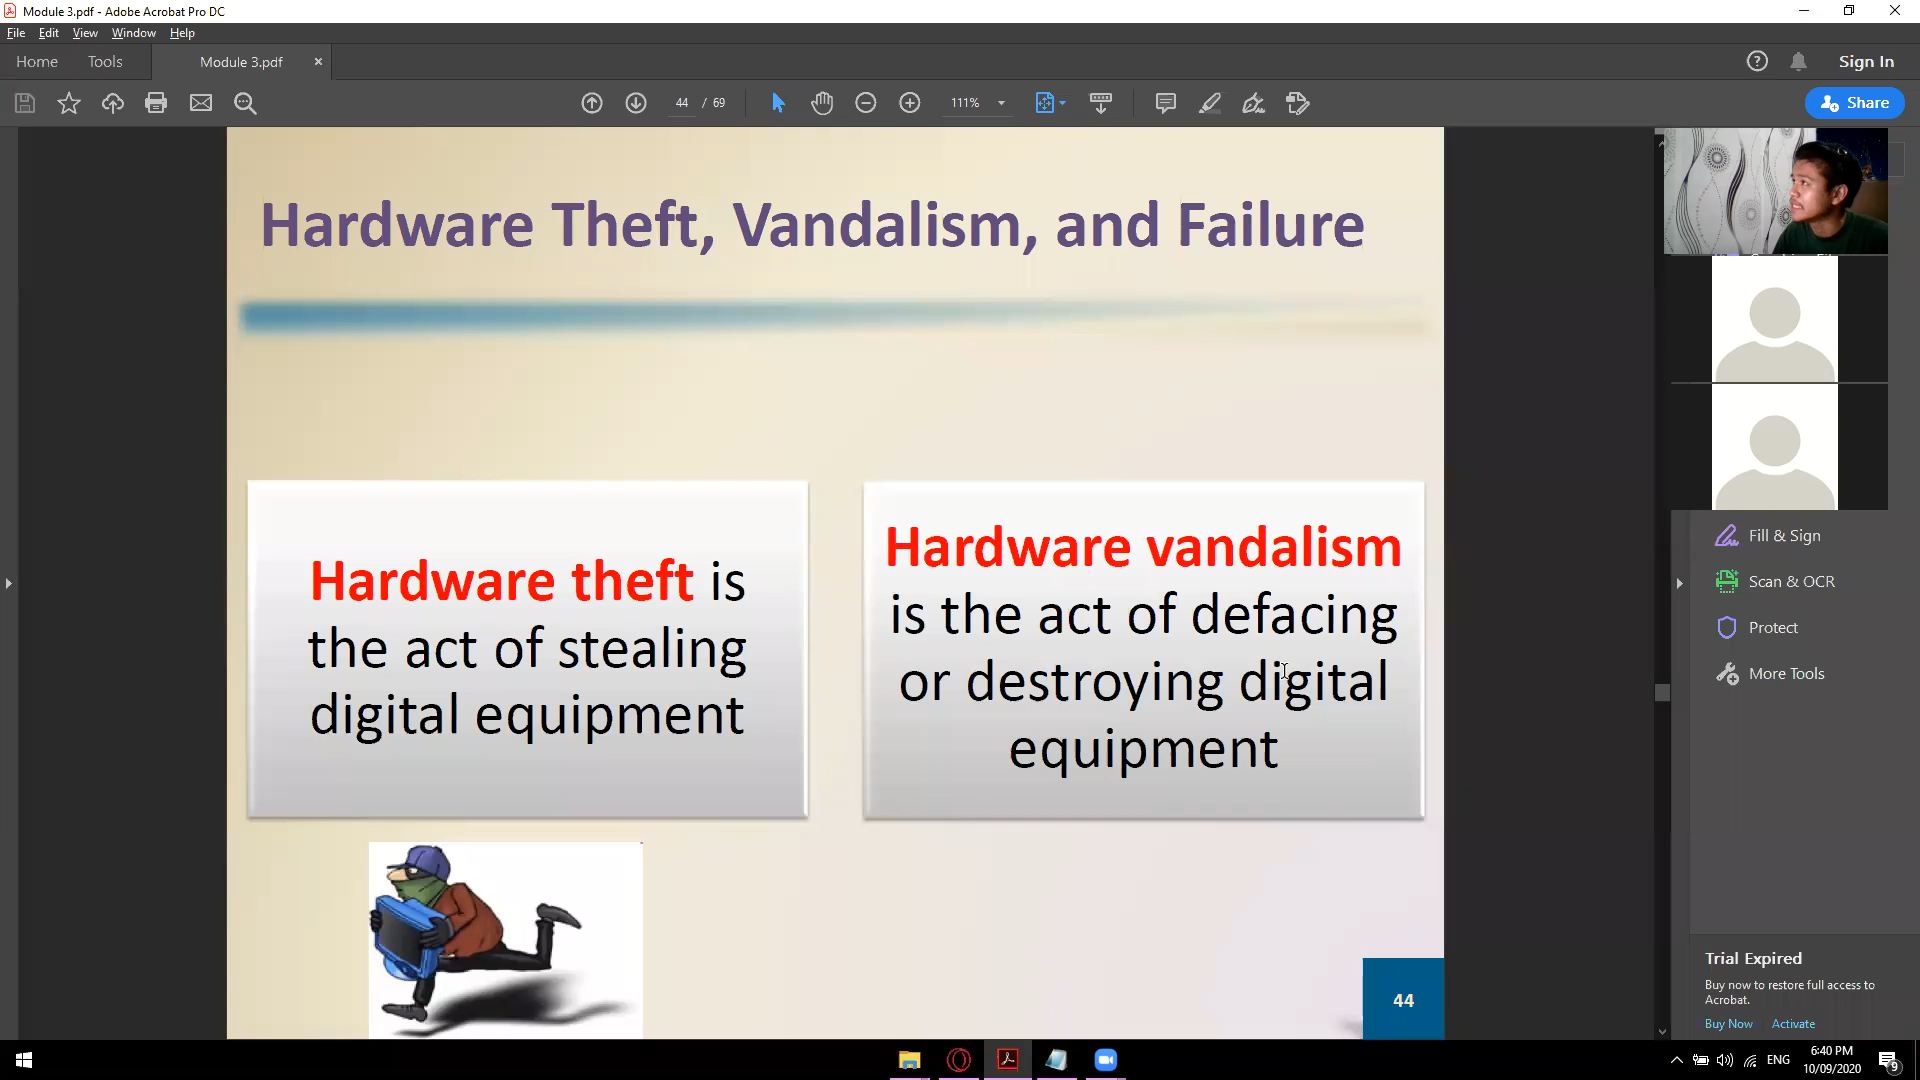 Module 3.pdf - Adobe Acrobat Pro DC
File Edit View Window Help
Home Tools Module 3.pdf Sign In
44 / 69 111% Share
Hardware Theft, Vandalism, and Failure
Hardware theft is
the act of stealing
digital equipment
Hardware vandalism
is the act of defacing
or destroying digital
equipment
44
Fill & Sign
Scan & OCR
Protect
More Tools
Trial Expired
Buy now to restore full access to
Acrobat.
Buy Now Activate
ENG
6:40 PM
10/09/2020
9